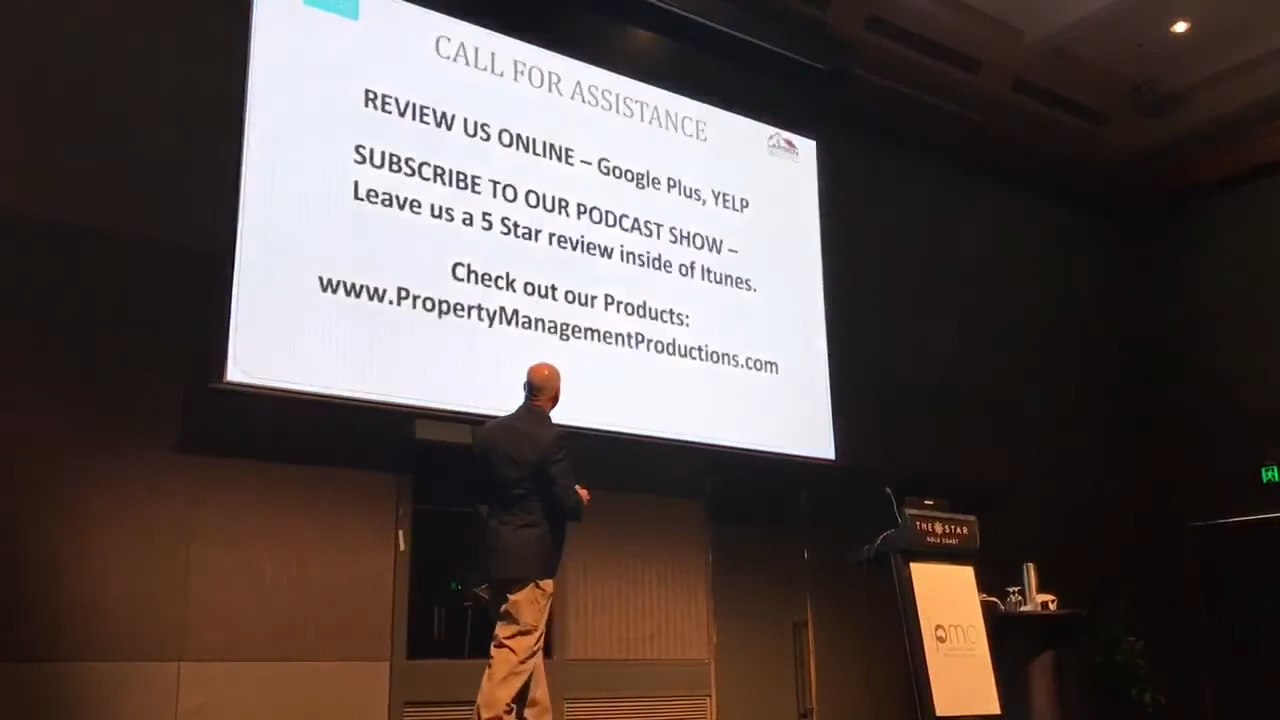 CALL FOR ASSISTANCE
REVIEW US ONLINE – Google Plus, YELP
SUBSCRIBE TO OUR PODCAST SHOW –
Leave us a 5 Star review inside of Itunes.
Check out our Products:
www.PropertyManagementProductions.com
THE STAR
GOLD COAST
pmc